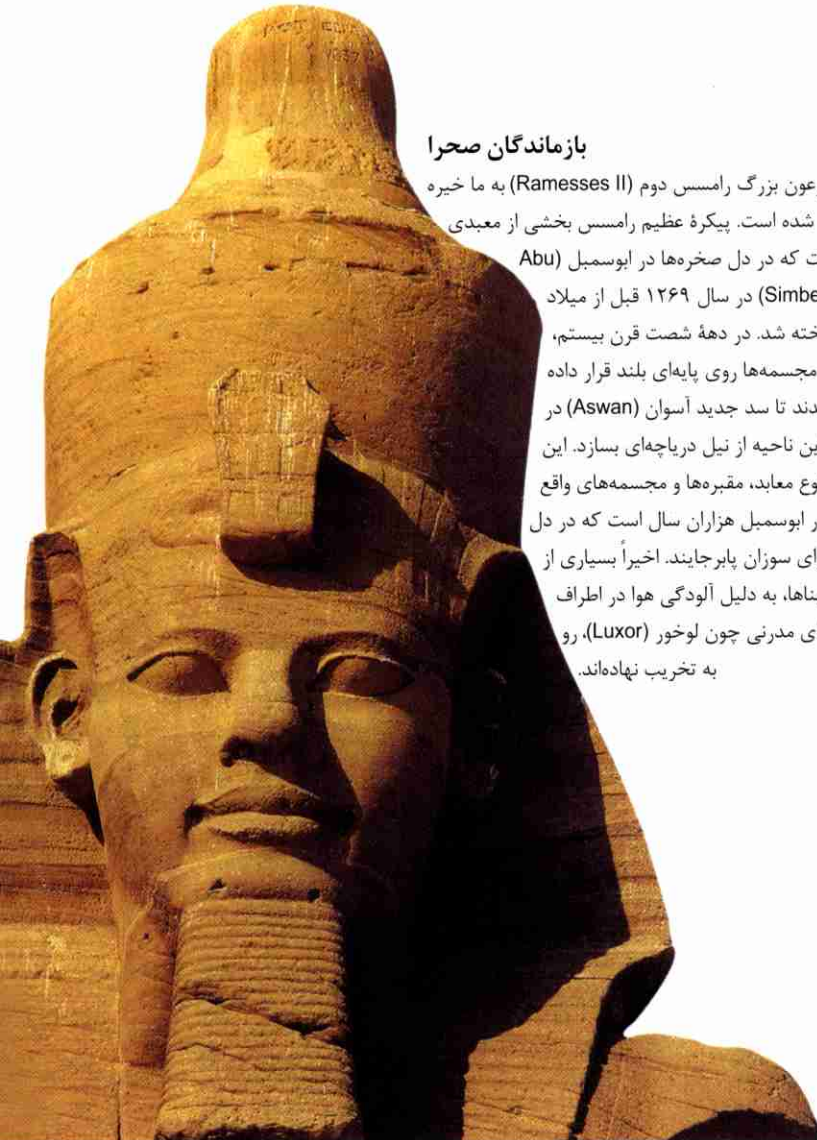 بازماندگان صحرا
عون بزرگ رامسس دوم (Ramesses II) به ما خیره
شده است. پیکرهٔ عظیم رامسس بخشی از معبدی
ت که در دل صخره‌ها در ابوسمبل (Abu
Simbe) در سال ۱۲۶۹ قبل از میلاد
خته شد. در دههٔ شصت قرن بیستم،
مجسمه‌ها روی پایه‌ای بلند قرار داده
دند تا سد جدید آسوان (Aswan) در
ین ناحیه از نیل دریاچه‌ای بسازد. این
وع معابد، مقبره‌ها و مجسمه‌های واقع
ر ابوسمبل هزاران سال است که در دل
ای سوزان پابرجایند. اخیراً بسیاری از
ناها، به دلیل آلودگی هوا در اطراف
ی مدرنی چون لوخور (Luxor)، رو
به تخریب نهاده‌اند.